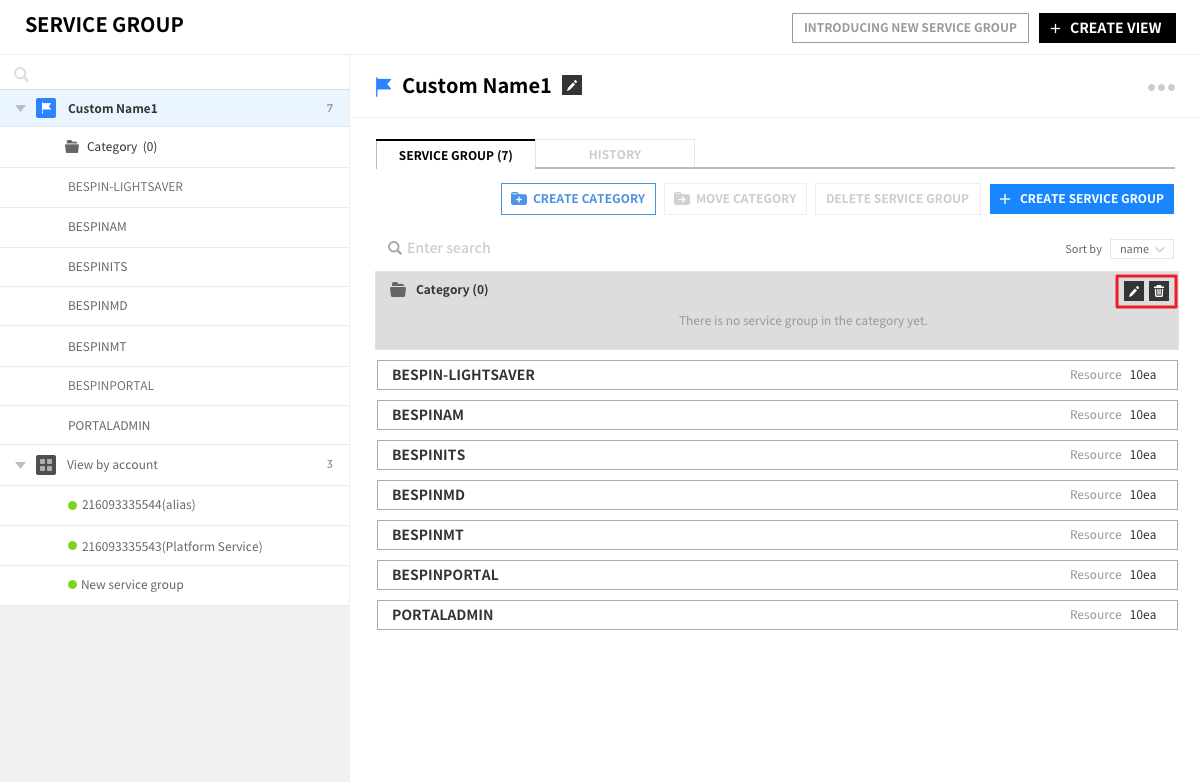 SERVICE GROUP
INTRODUCING NEW SERVICE GROUP
+ CREATE VIEW
Custom Name1 7
Category (0)
BESPIN-LIGHTSAVER
BESPINAM
BESPINITS
BESPINMD
BESPINMT
BESPINPORTAL
PORTALADMIN
View by account 3
216093335544(alias)
216093335543(Platform Service)
New service group
Custom Name1
SERVICE GROUP (7)
HISTORY
CREATE CATEGORY
MOVE CATEGORY
DELETE SERVICE GROUP
+ CREATE SERVICE GROUP
Enter search
Sort by name
Category (0)
There is no service group in the category yet.
BESPIN-LIGHTSAVER Resource 10ea
BESPINAM Resource 10ea
BESPINITS Resource 10ea
BESPINMD Resource 10ea
BESPINMT Resource 10ea
BESPINPORTAL Resource 10ea
PORTALADMIN Resource 10ea